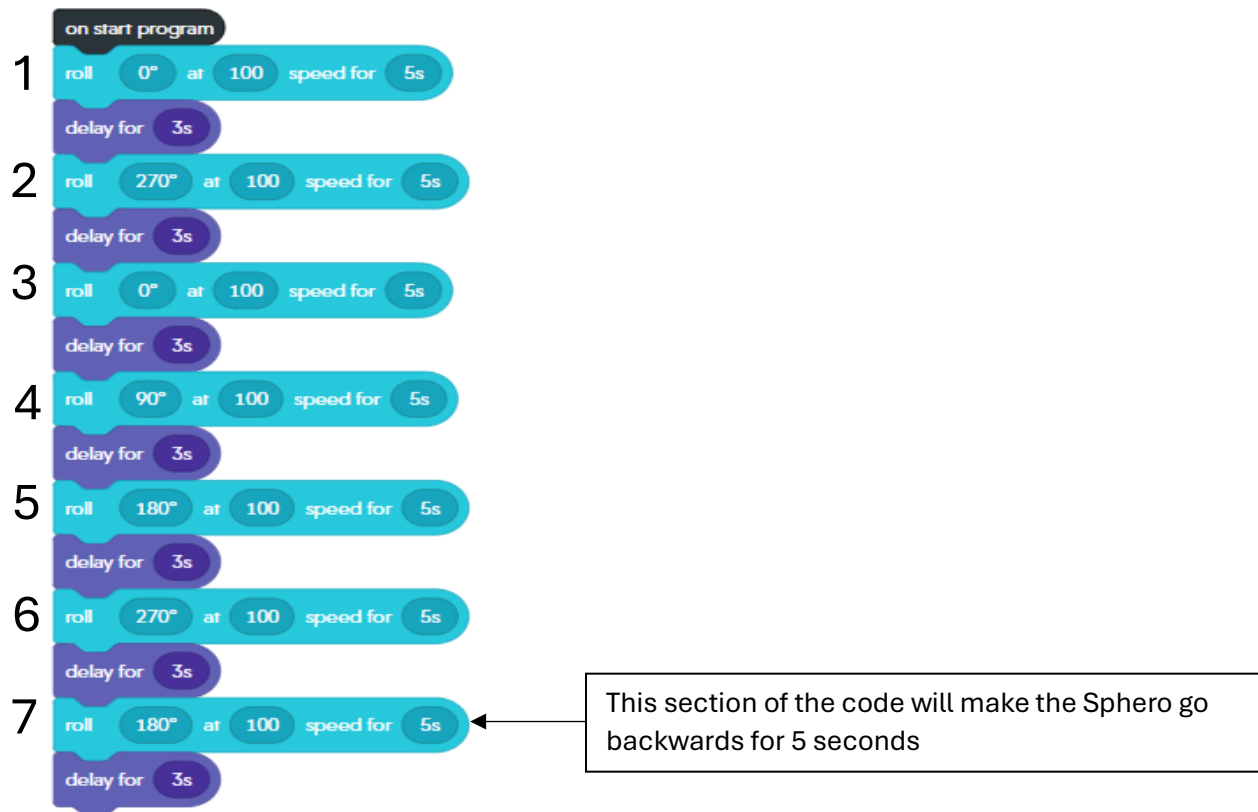 on start program
1 roll 0° at 100 speed for 5s
delay for 3s
2 roll 270° at 100 speed for 5s
delay for 3s
3 roll 0° at 100 speed for 5s
delay for 3s
4 roll 90° at 100 speed for 5s
delay for 3s
5 roll 180° at 100 speed for 5s
delay for 3s
6 roll 270° at 100 speed for 5s
delay for 3s
7 roll 180° at 100 speed for 5s
This section of the code will make the Sphero go
backwards for 5 seconds
delay for 3s